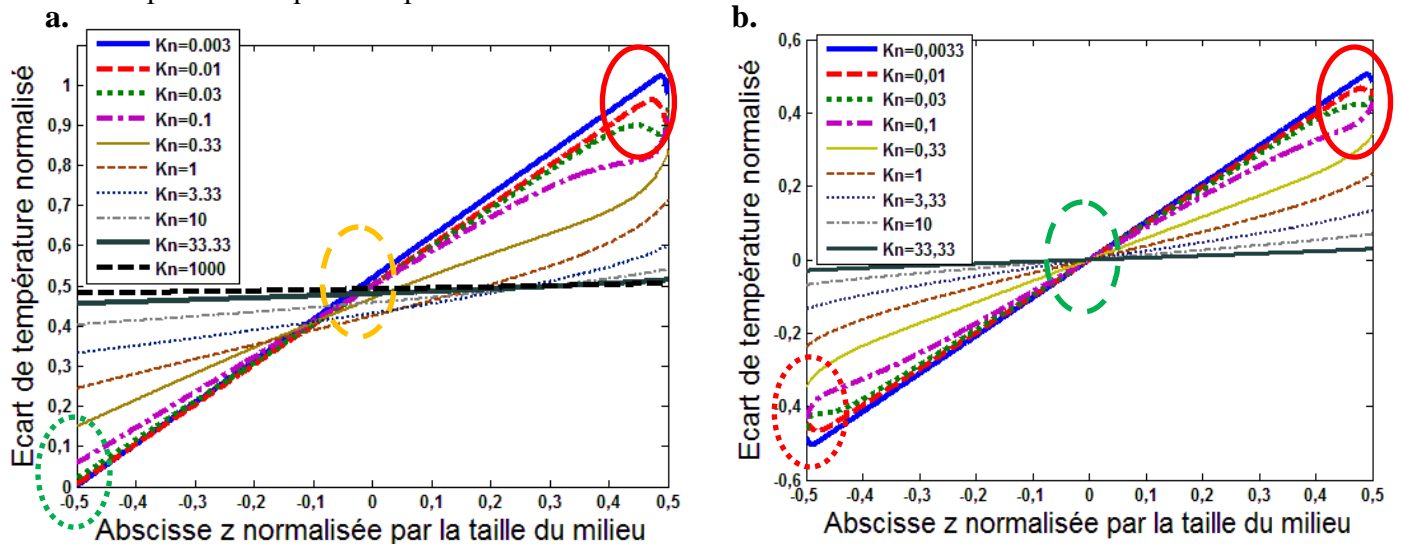 a.
Ecart de température normalisé
1
0,9
0,8
0,7
0,6
0,5
0,4
0,3
0,2
0,1
0
Kn=0.003
Kn=0.01
Kn=0.03
Kn=0.1
Kn=0.33
Kn=1
Kn=3.33
Kn=10
Kn=33.33
Kn=1000
-0,5 -0,4 -0,3 -0,2 -0,1 0 0,1 0,2 0,3 0,4 0,5
Abscisse z normalisée par la taille du milieu
b.
Ecart de température normalisé
0,6
0,4
0,2
0
-0,2
-0,4
-0,6
Kn=0,0033
Kn=0,01
Kn=0,03
Kn=0,1
Kn=0,33
Kn=1
Kn=3,33
Kn=10
Kn=33,33
-0,5 -0,4 -0,3 -0,2 -0,1 0 0,1 0,2 0,3 0,4 0,5
Abscisse z normalisée par la taille du milieu